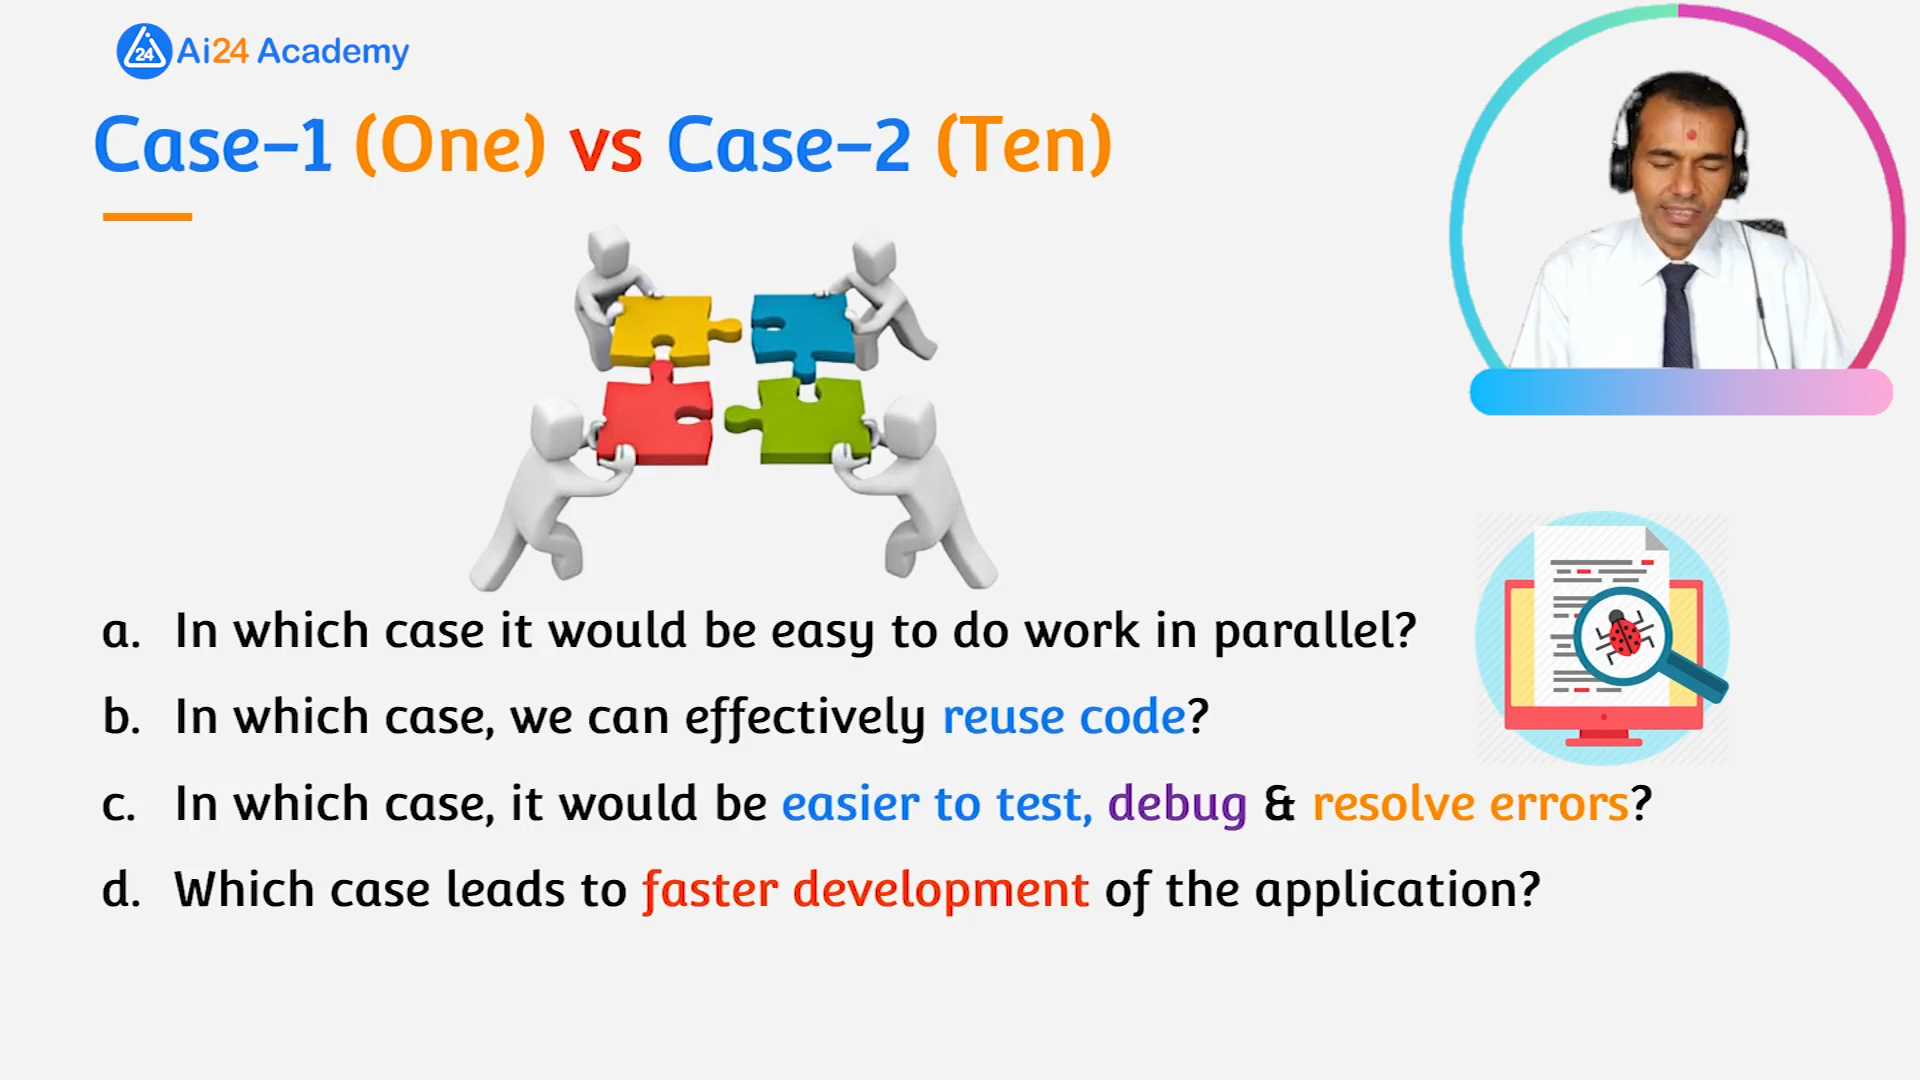 24 Ai24 Academy
Case-1 (One) vs Case-2 (Ten)
a. In which case it would be easy to do work in parallel?
b. In which case, we can effectively reuse code?
c. In which case, it would be easier to test, debug & resolve errors?
d. Which case leads to faster development of the application?